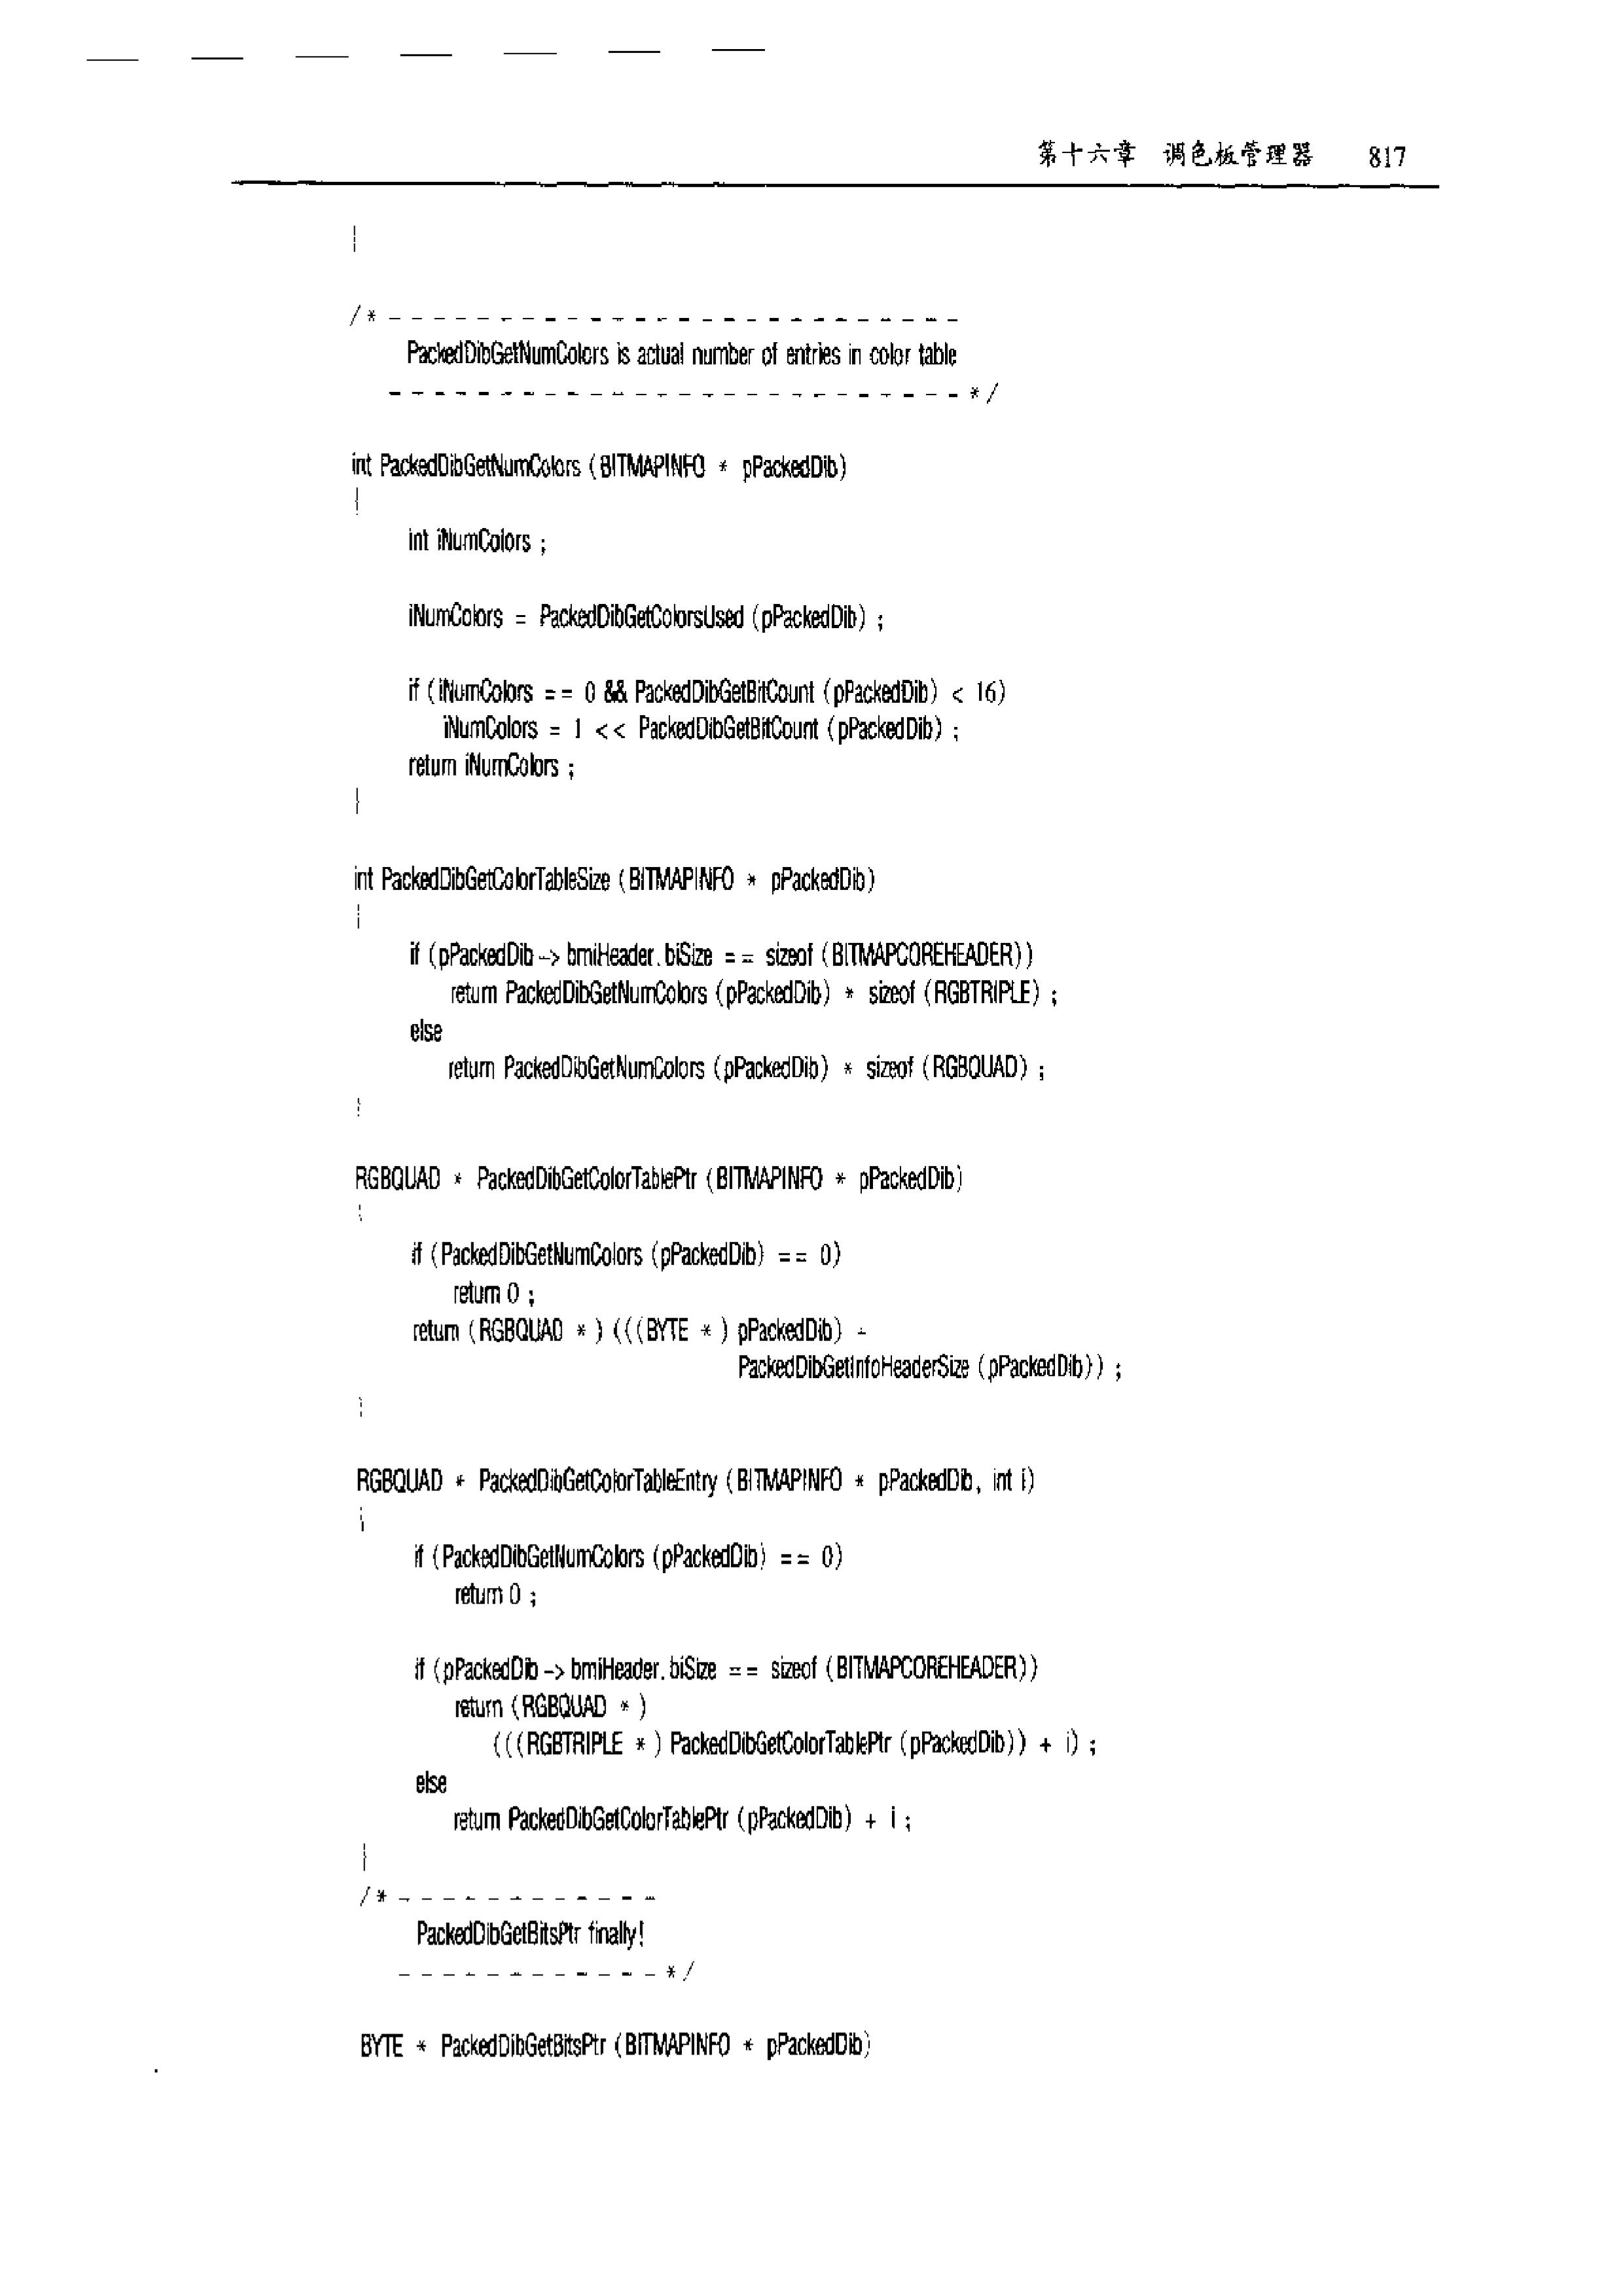 第十六章 调色板管理器 817
}
/* - - - - - - - - - - - - - - - - - - - - - - - - - -
PackedDibGetNumColors is actual number of entries in color table
- - - - - - - - - - - - - - - - - - - - - - - - - - */
int PackedDibGetNumColors (BITMAPINFO * pPackedDib)
{
int iNumColors ;
iNumColors = PackedDibGetColorsUsed (pPackedDib) ;
if (iNumColors == 0 && PackedDibGetBitCount (pPackedDib) < 16)
iNumColors = 1 << PackedDibGetBitCount (pPackedDib) ;
return iNumColors ;
}
int PackedDibGetColorTableSize (BITMAPINFO * pPackedDib)
{
if (pPackedDib -> bmiHeader.biSize == sizeof (BITMAPCOREHEADER))
return PackedDibGetNumColors (pPackedDib) * sizeof (RGBTRIPLE) ;
else
return PackedDibGetNumColors (pPackedDib) * sizeof (RGBQUAD) ;
}
RGBQUAD * PackedDibGetColorTablePtr (BITMAPINFO * pPackedDib)
{
if (PackedDibGetNumColors (pPackedDib) == 0)
return 0 ;
return (RGBQUAD * ) (((BYTE * ) pPackedDib) +
PackedDibGetInfoHeaderSize (pPackedDib)) ;
}
RGBQUAD * PackedDibGetColorTableEntry (BITMAPINFO * pPackedDib, int i)
{
if (PackedDibGetNumColors (pPackedDib) == 0)
return 0 ;
if (pPackedDib -> bmiHeader.biSize == sizeof (BITMAPCOREHEADER))
return (RGBQUAD * )
(((RGBTRIPLE * ) PackedDibGetColorTablePtr (pPackedDib)) + i) ;
else
return PackedDibGetColorTablePtr (pPackedDib) + i ;
}
/* - - - - - - - - - - - -
PackedDibGetBitsPtr finally!
- - - - - - - - - - - - */
BYTE * PackedDibGetBitsPtr (BITMAPINFO * pPackedDib)